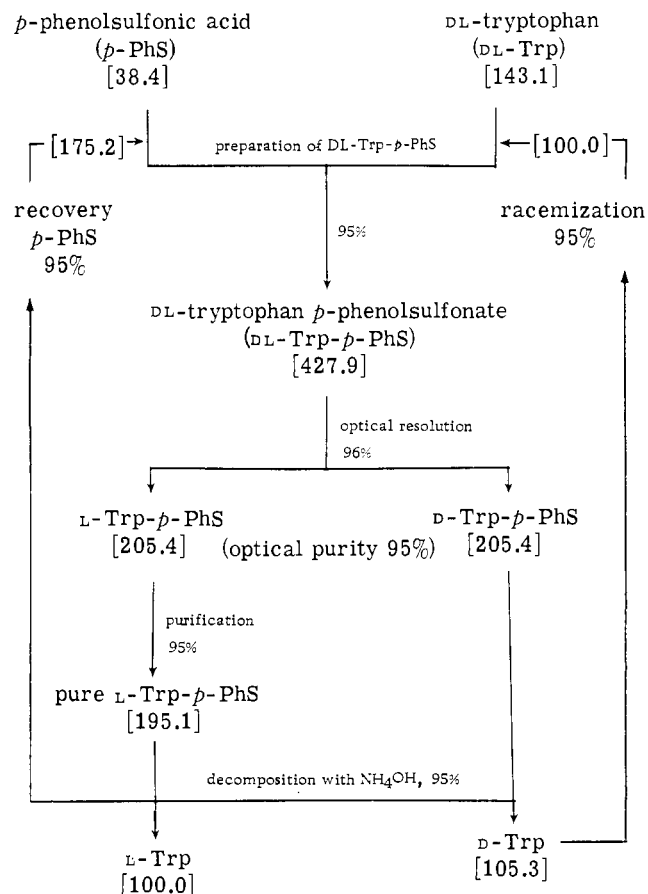 p-phenolsulfonic acid
(p-PhS)
[38.4]
DL-tryptophan
(DL-Trp)
[143.1]
[175.2]
preparation of DL-Trp-p-PhS
[100.0]
recovery
p-PhS
95%
95%
racemization
95%
DL-tryptophan p-phenolsulfonate
(DL-Trp-p-PhS)
[427.9]
optical resolution
96%
L-Trp-p-PhS
[205.4]
(optical purity 95%)
D-Trp-p-PhS
[205.4]
purification
95%
pure L-Trp-p-PhS
[195.1]
decomposition with NH4OH, 95%
L-Trp
[100.0]
D-Trp
[105.3]